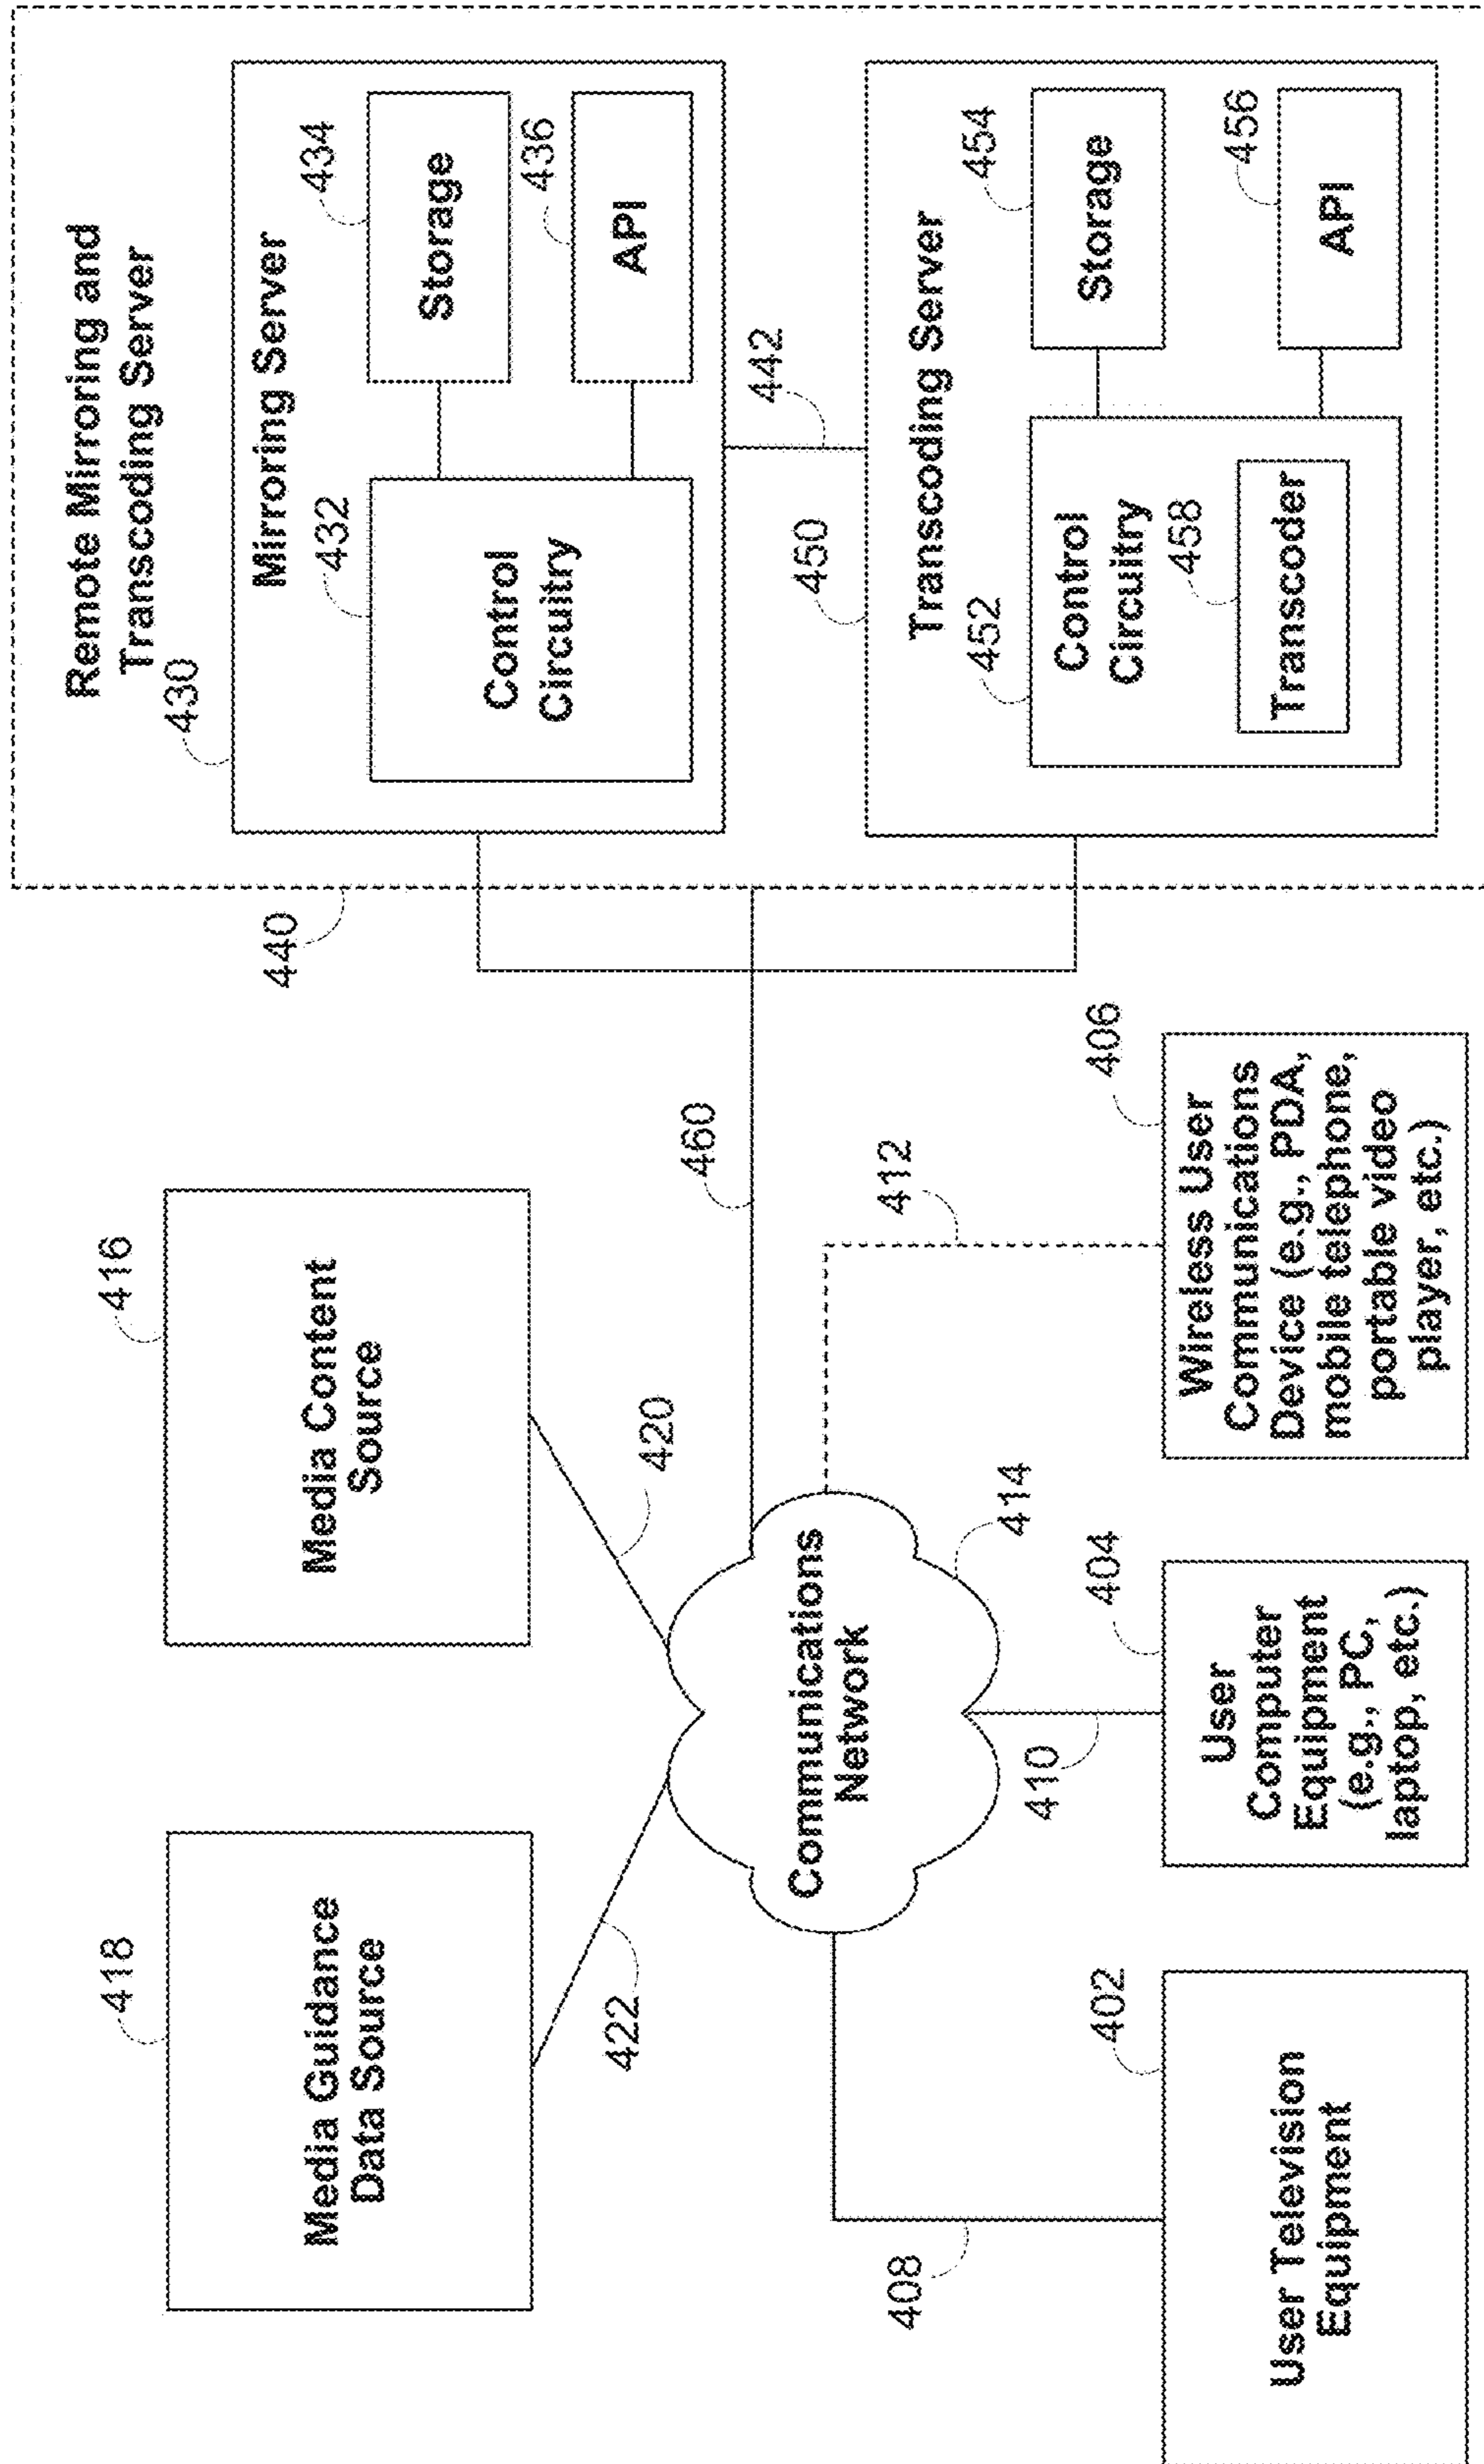 418
Media Guidance
Data Source
422
416
Media Content
Source
420
Communications
Network
414
460
408
402
User Television
Equipment
410
404
User
Computer
Equipment
(e.g., PC,
laptop, etc.)
412
406
Wireless User
Communications
Device (e.g., PDA,
mobile telephone,
portable video
player, etc.)
440
Remote Mirroring and
Transcoding Server
430
Mirroring Server
432
Control
Circuitry
434
Storage
436
API
442
450
Transcoding Server
452
Control
Circuitry
458
Transcoder
454
Storage
456
API